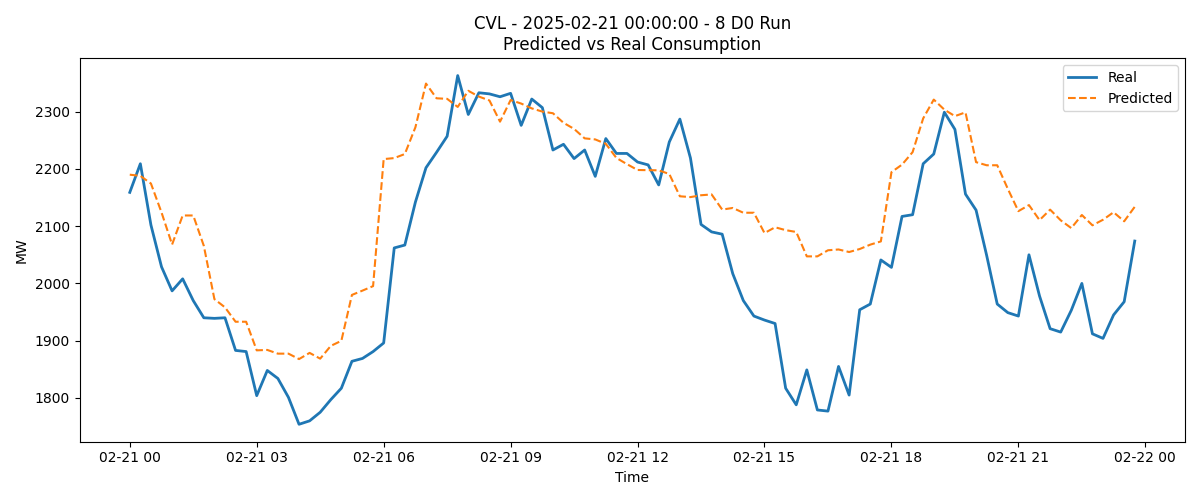 CVL - 2025-02-21 00:00:00 - 8 D0 Run
Predicted vs Real Consumption
Real
Predicted
MW
2300
2200
2100
2000
1900
1800
02-21 00
02-21 03
02-21 06
02-21 09
02-21 12
02-21 15
02-21 18
02-21 21
02-22 00
Time